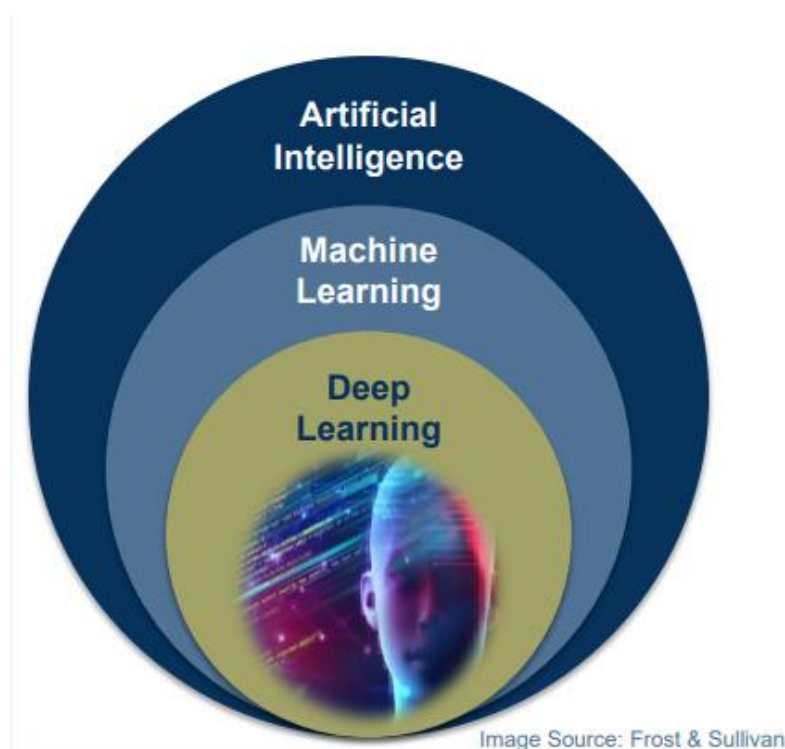 Artificial
Intelligence
Machine
Learning
Deep
Learning
Image Source: Frost & Sullivan